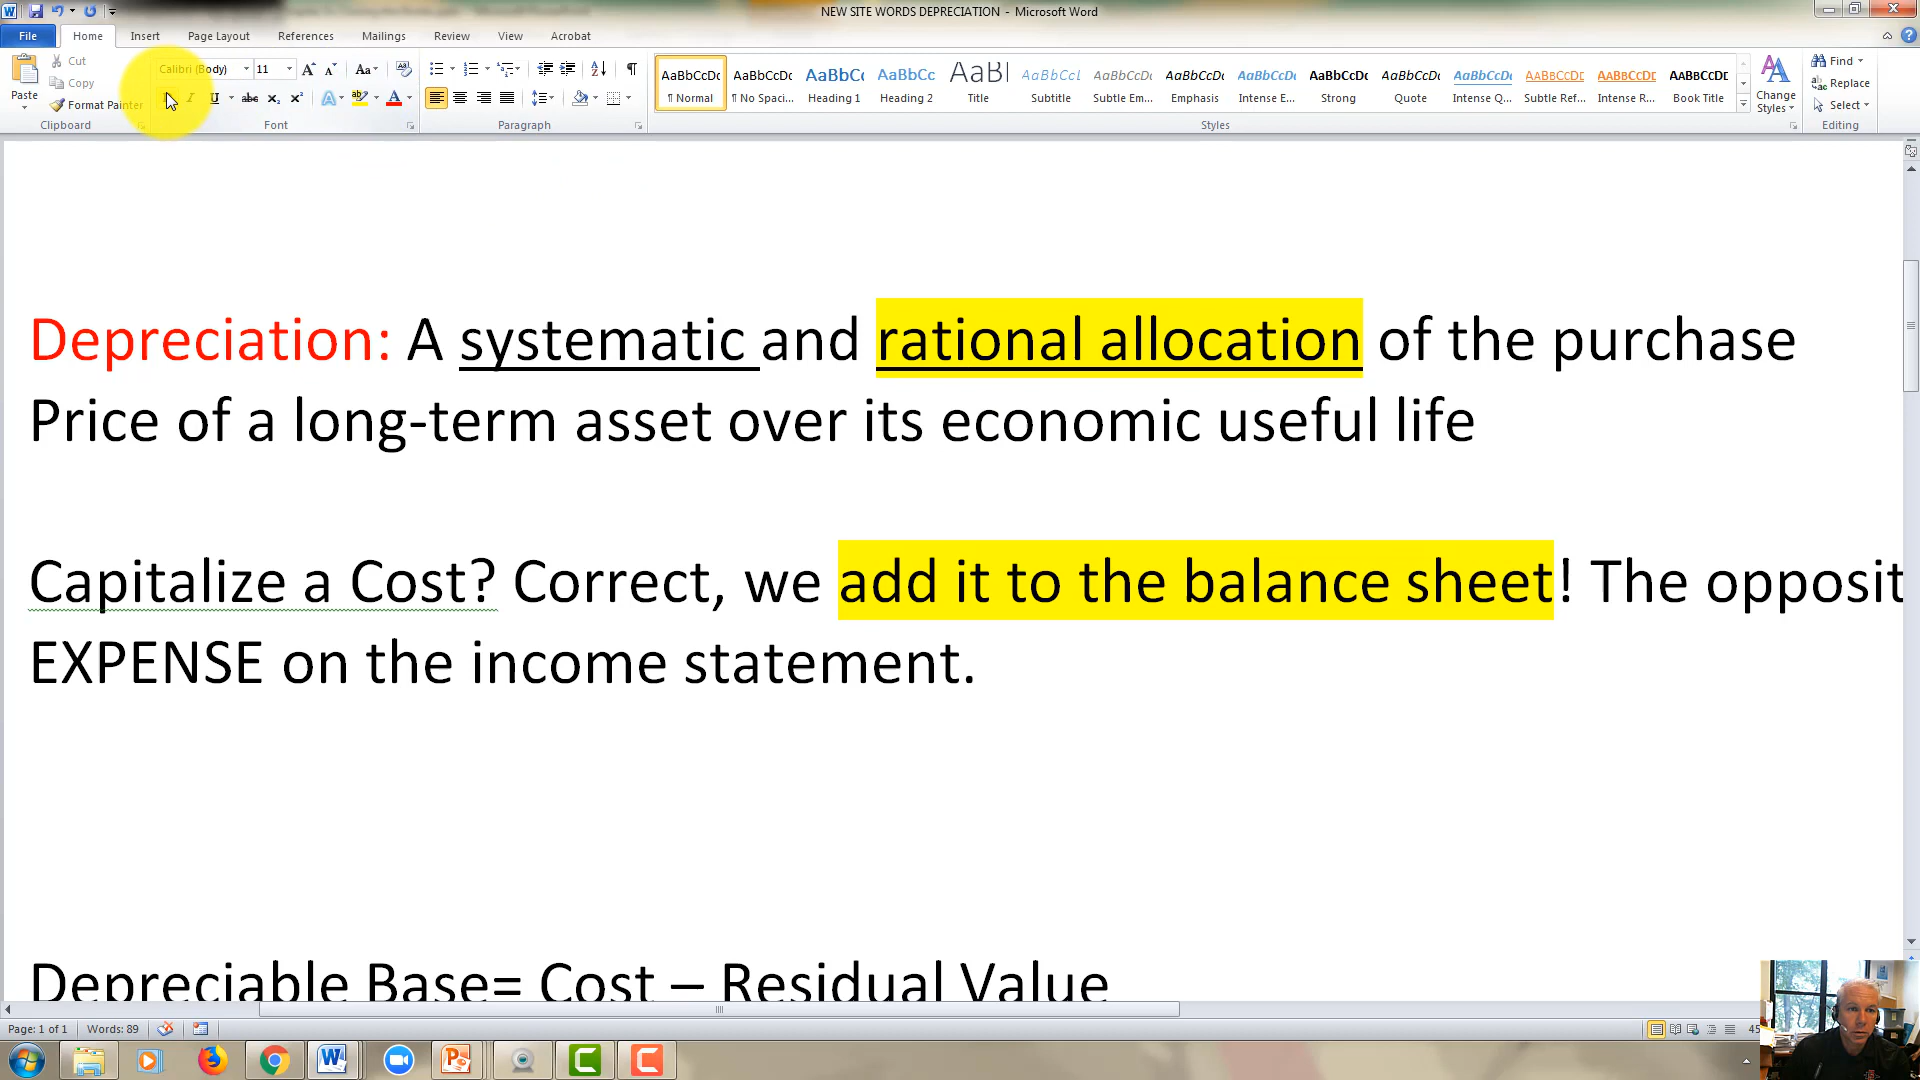 NEW SITE WORDS DEPRECIATION - Microsoft Word
File Home Insert Page Layout References Mailings Review View Acrobat
Cut
Copy
Format Painter
Paste
Clipboard
Calibri (Body) 11
Font
Paragraph
AaBbCcDc AaBbCcDc AaBbCc AaBbCc AaBl AaBbCcL AaBbCcDc AaBbCcDc AaBbCcDc AaBbCcDc AaBbCcDc AaBbCcDc AABBCCDE AABBCCDE AABBCCDE
¶ Normal ¶ No Spaci... Heading 1 Heading 2 Title Subtitle Subtle Em... Emphasis Intense E... Strong Quote Intense Q... Subtle Ref... Intense R... Book Title
Change Styles
Styles
Find
Replace
Select
Editing
Depreciation: A systematic and rational allocation of the purchase
Price of a long-term asset over its economic useful life
Capitalize a Cost? Correct, we add it to the balance sheet! The opposit
EXPENSE on the income statement.
Depreciable Base= Cost – Residual Value
Page: 1 of 1 Words: 89